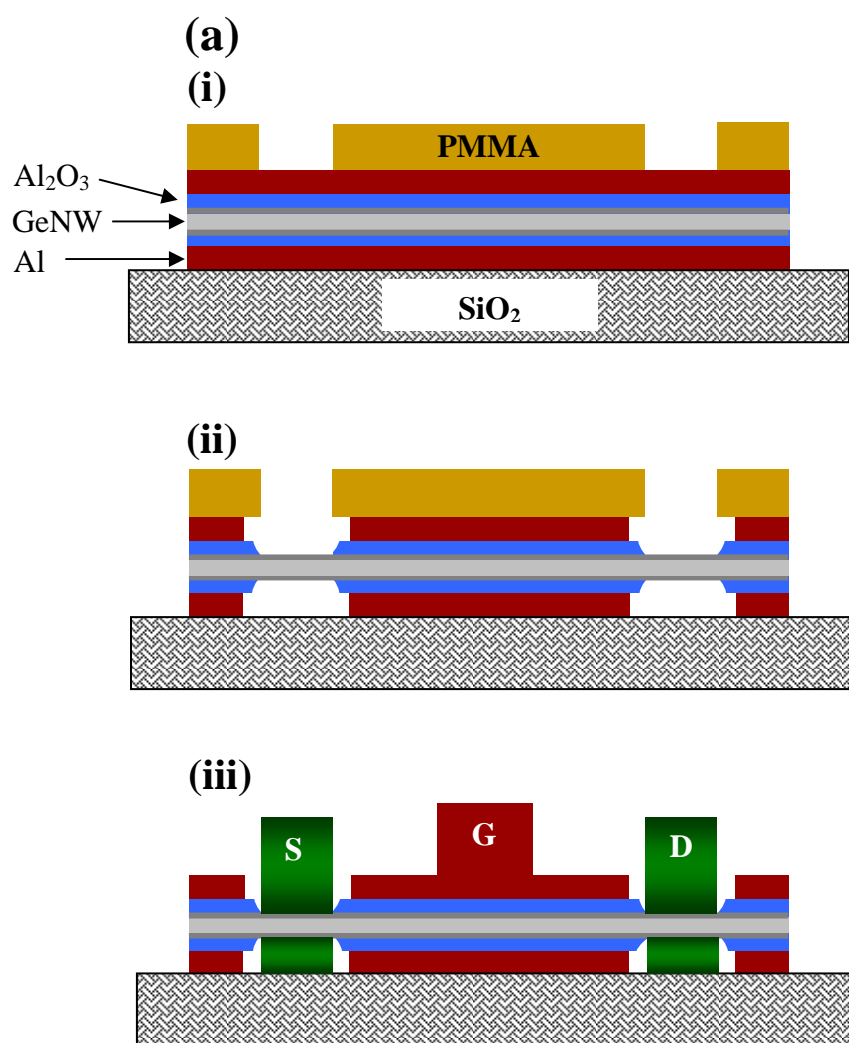 (a)
(i)
PMMA
Al₂O₃
GeNW
Al
SiO₂
(ii)
(iii)
S
G
D